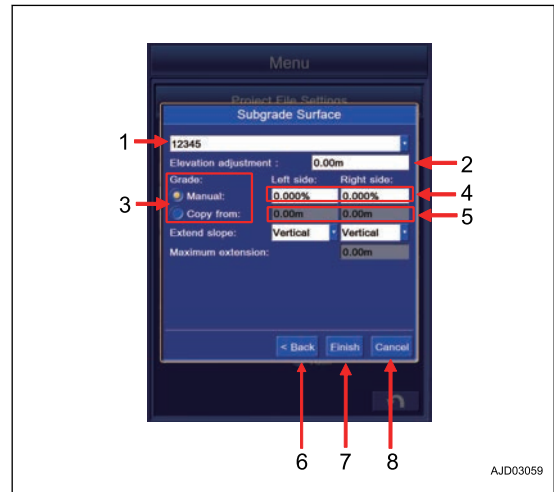 Menu
Project File Settings
Subgrade Surface
1
12345
Elevation adjustment : 0.00m
2
Grade: Left side: Right side:
3
Manual: 0.000% 0.000%
4
Copy from: 0.00m 0.00m
5
Extend slope: Vertical Vertical
Maximum extension: 0.00m
< Back Finish Cancel
6 7 8
AJD03059